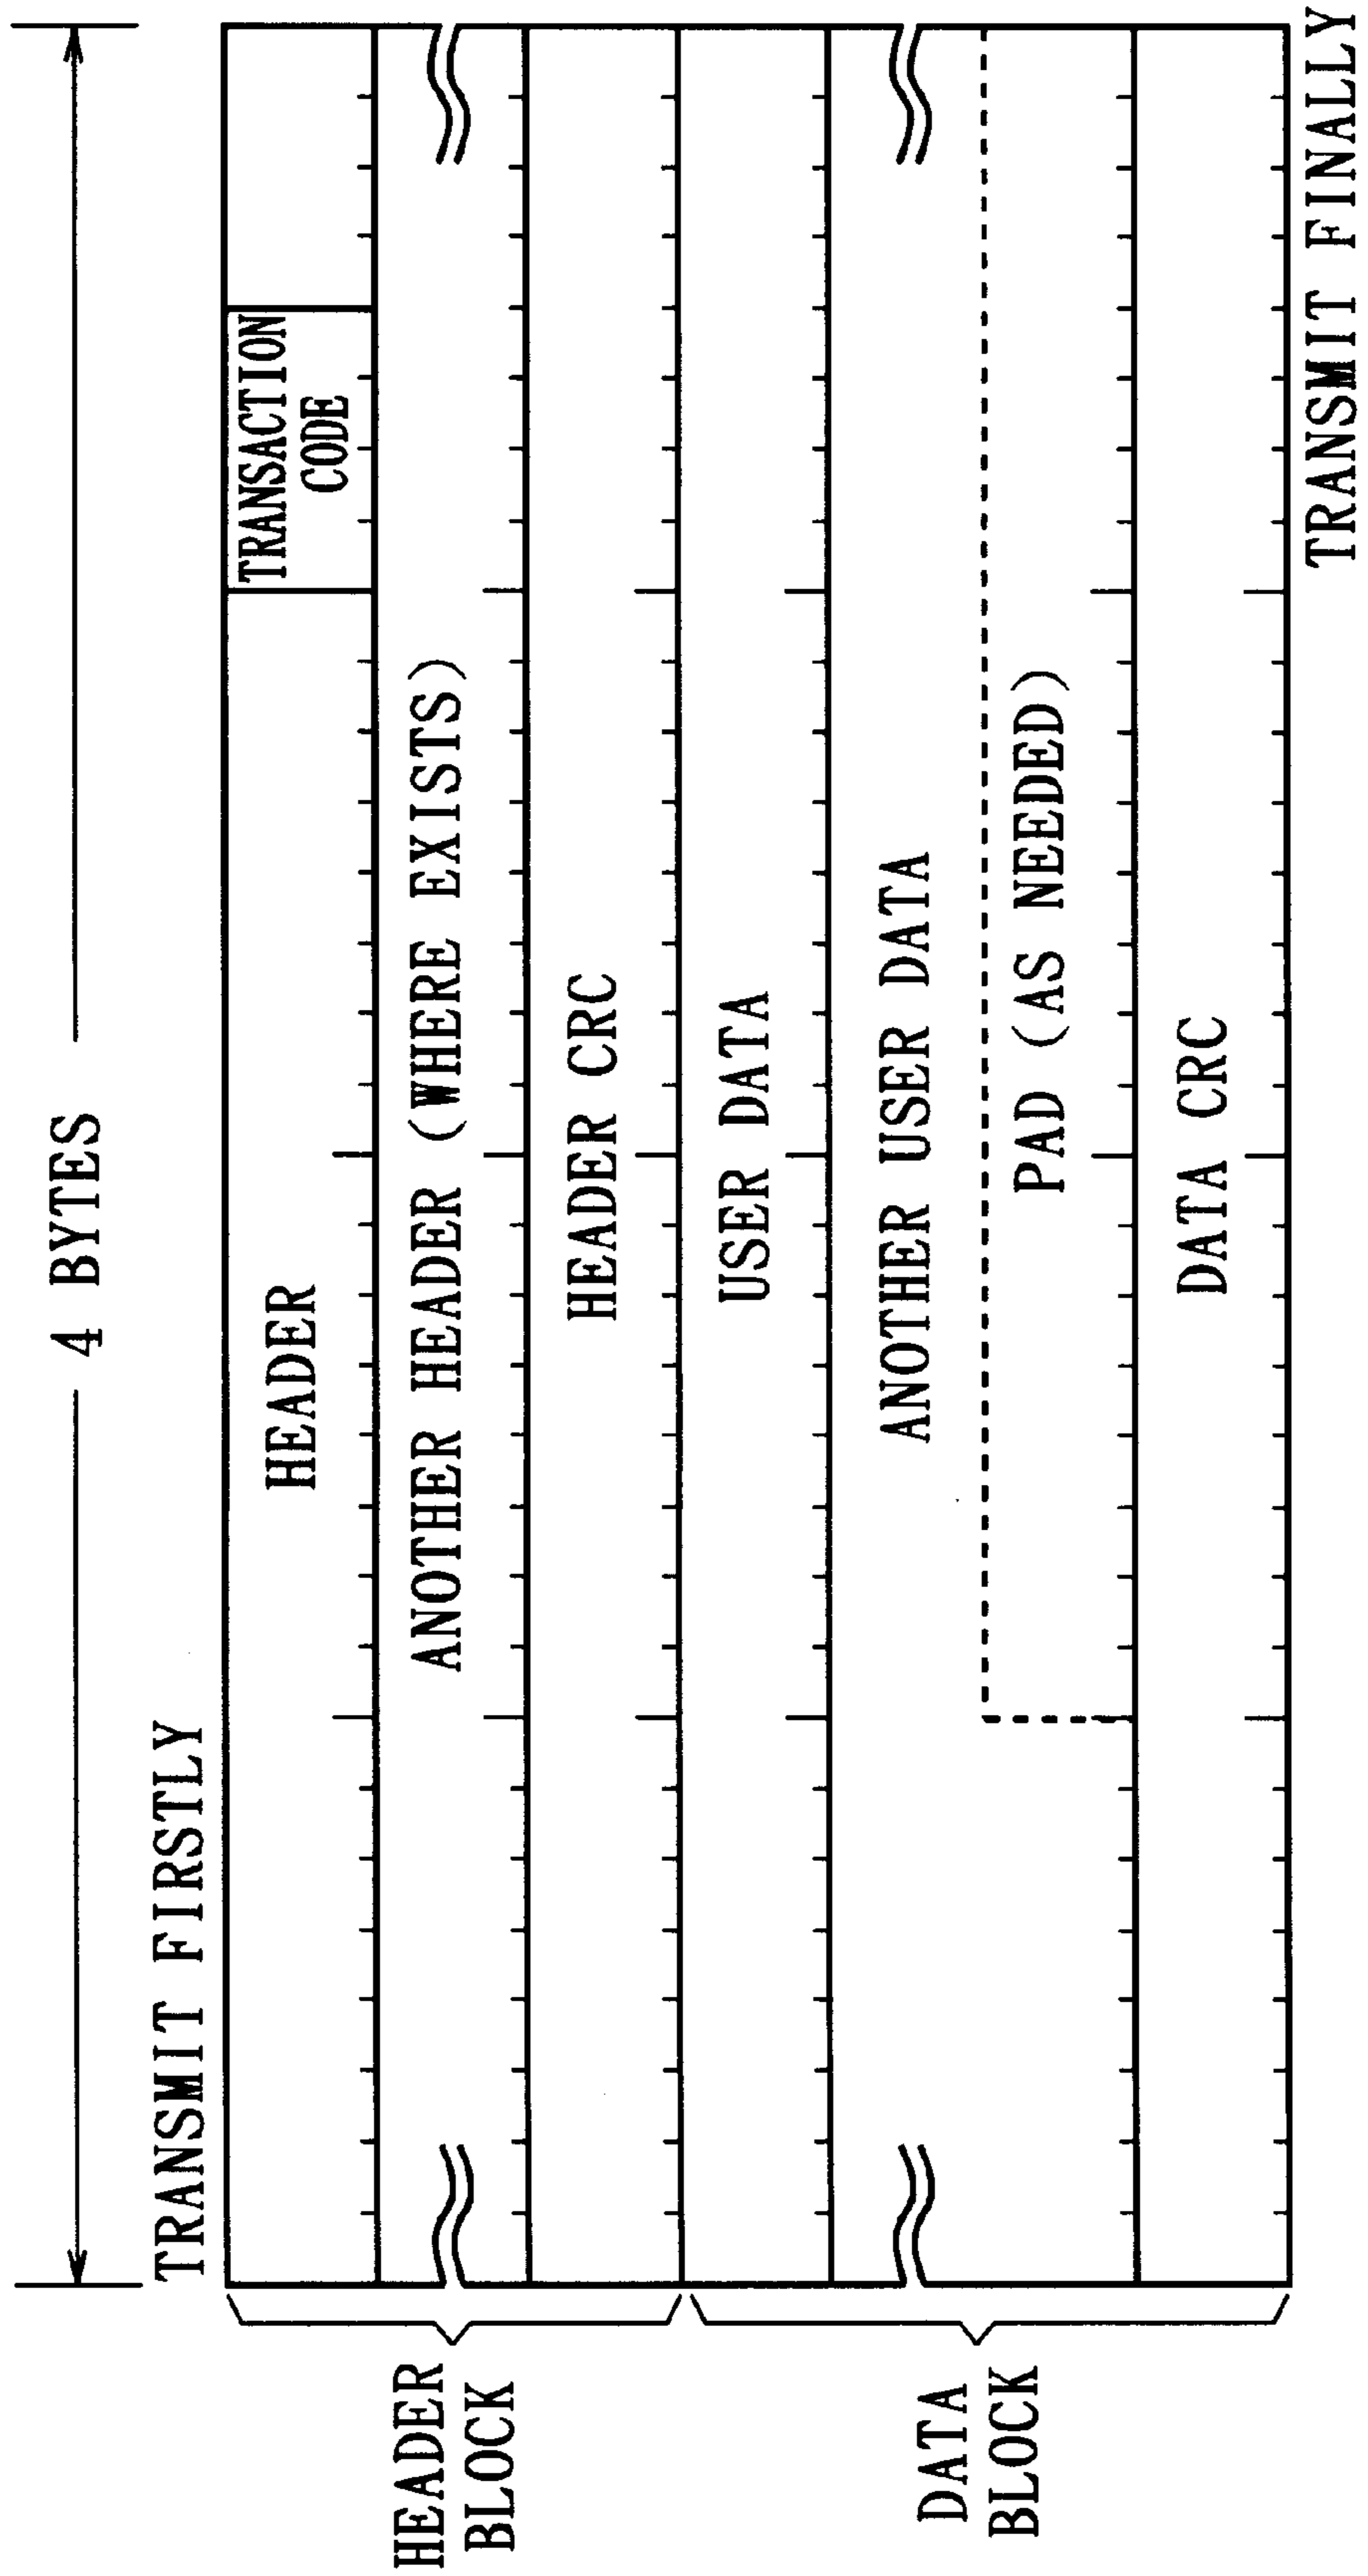 4 BYTES
TRANSMIT FIRSTLY
HEADER
TRANSACTION
CODE
ANOTHER HEADER (WHERE EXISTS)
HEADER CRC
HEADER
BLOCK
USER DATA
ANOTHER USER DATA
PAD (AS NEEDED)
DATA CRC
DATA
BLOCK
TRANSMIT FINALLY